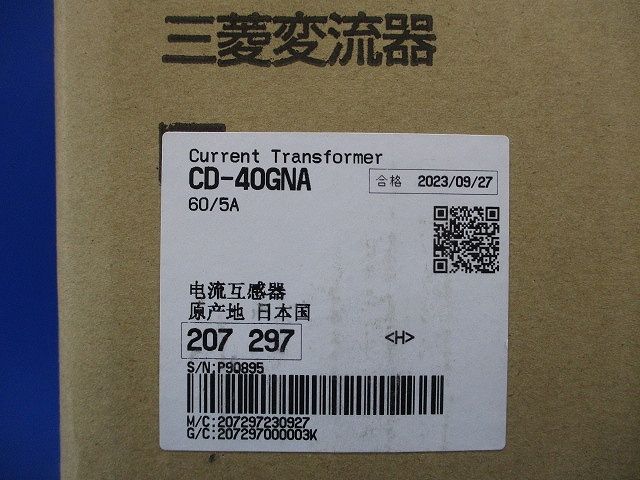 三菱変流器
Current Transformer
CD-40GNA
合格 2023/09/27
60/5A
电流互感器
原产地 日本国
207 297
<H>
S/N:P90895
M/C:207297230927
G/C:207297000003K